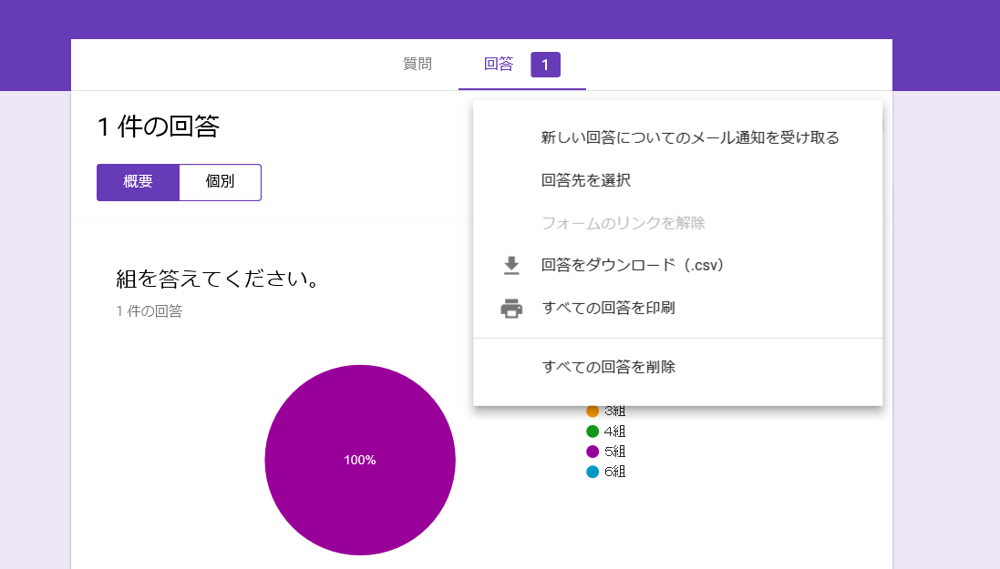 質問
回答 1
1 件の回答
概要 個別
新しい回答についてのメール通知を受け取る
回答先を選択
フォームのリンクを解除
回答をダウンロード（.csv）
すべての回答を印刷
すべての回答を削除
組を答えてください。
1 件の回答
100%
3組
4組
5組
6組